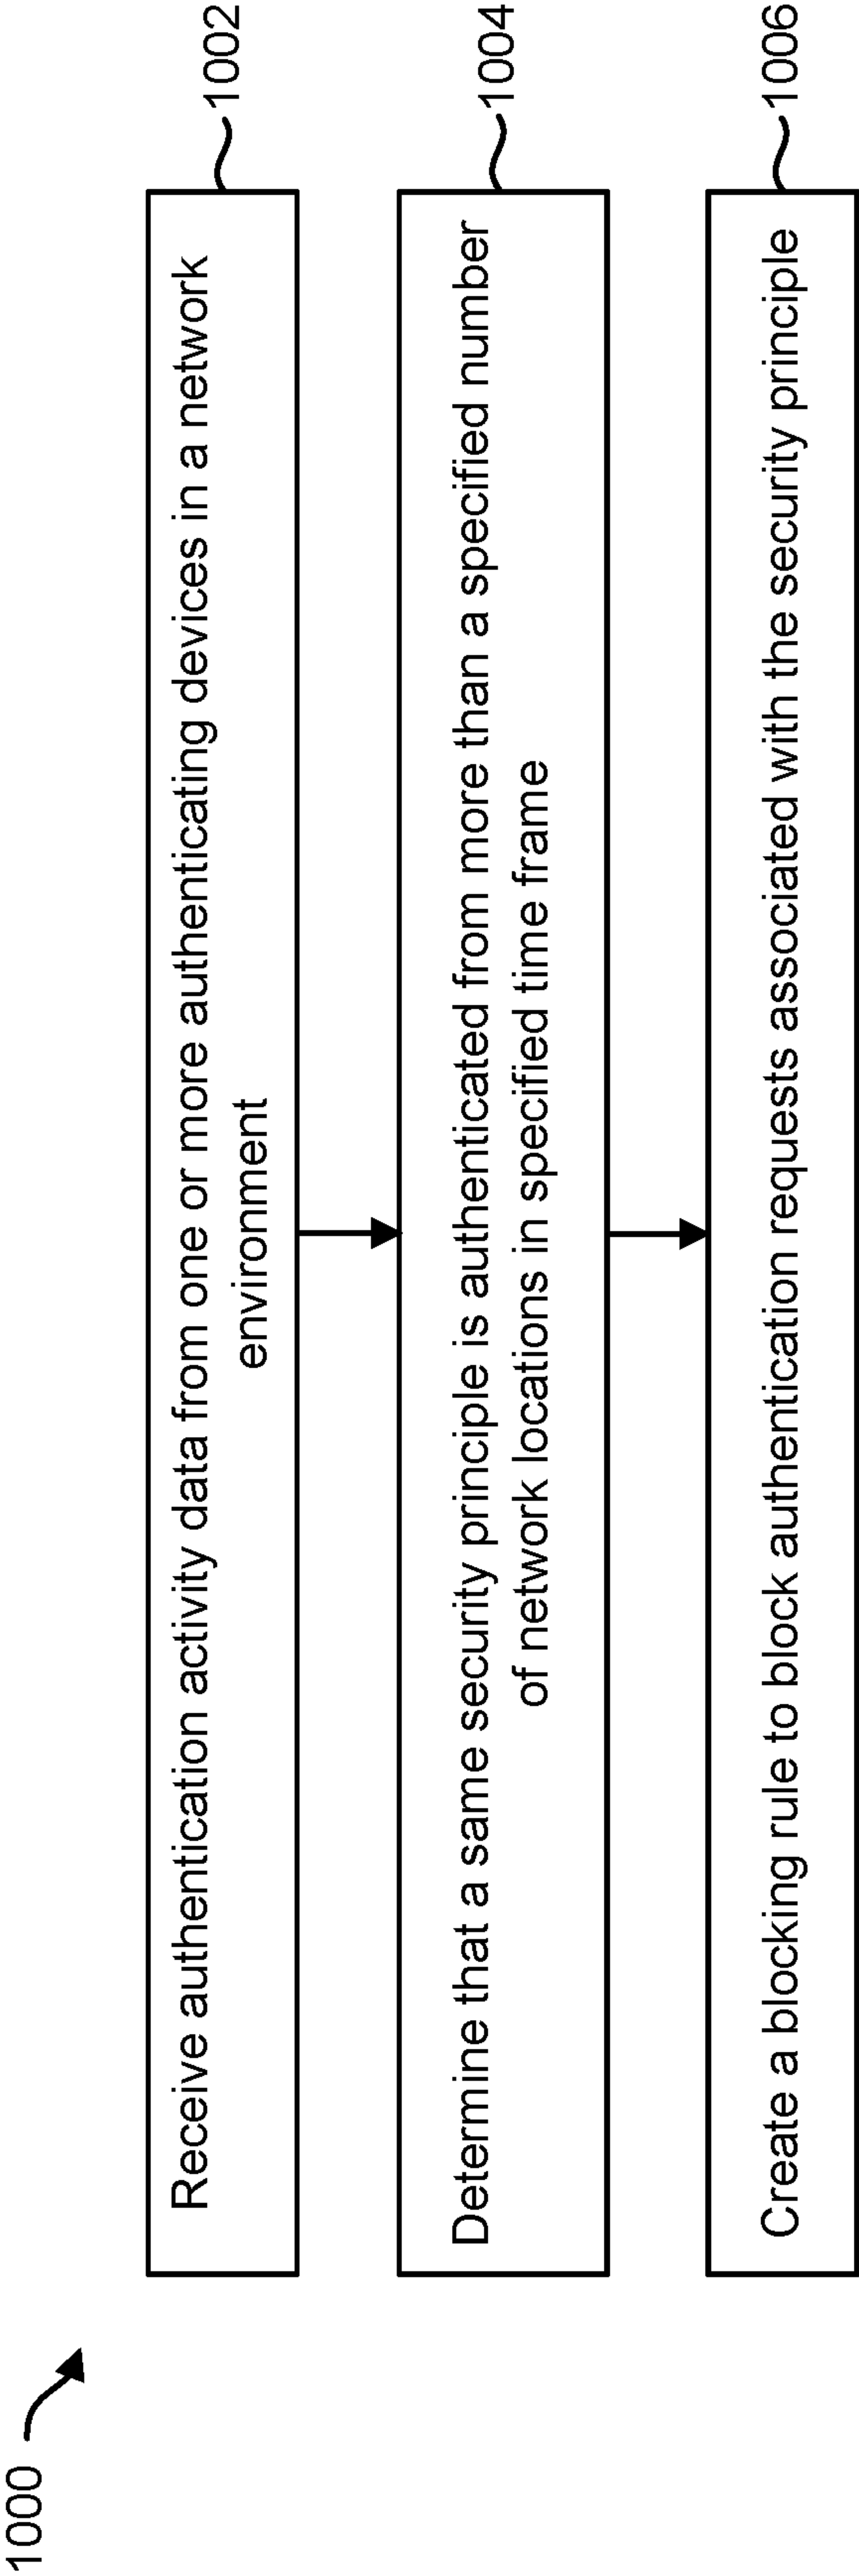 1000
Receive authentication activity data from one or more authenticating devices in a network
environment
1002
Determine that a same security principle is authenticated from more than a specified number
of network locations in specified time frame
1004
Create a blocking rule to block authentication requests associated with the security principle
1006